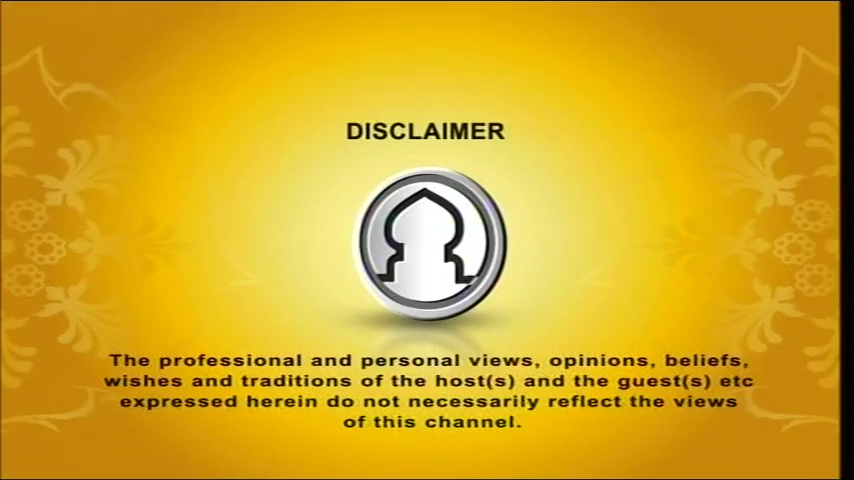 DISCLAIMER
The professional and personal views, opinions, beliefs,
wishes and traditions of the host(s) and the guest(s) etc
expressed herein do not necessarily reflect the views
of this channel.